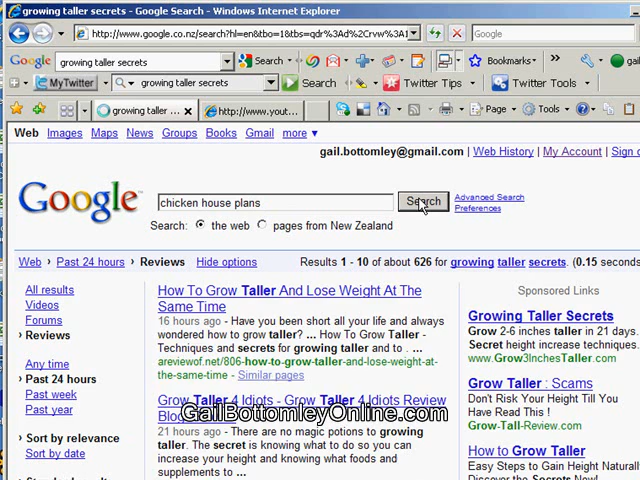 growing taller secrets - Google Search - Windows Internet Explorer
http://www.google.co.nz/search?hl=en&tbo=1&tbs=qdr%3Ad%2Crvw%3A1
Google
Google growing taller secrets Search Bookmarks gail
MyTwitter growing taller secrets Search Twitter Tips Twitter Tools
growing taller ... http://www.yout... Page Tools
Web Images Maps News Groups Books Gmail more ▼
gail.bottomley@gmail.com | Web History | My Account | Sign
Google chicken house plans Search Advanced Search
Preferences
Search: the web pages from New Zealand
Web › Past 24 hours › Reviews Hide options Results 1 - 10 of about 626 for growing taller secrets. (0.15 seconds
All results
Videos
Forums
› Reviews
Any time
› Past 24 hours
Past week
Past year
› Sort by relevance
Sort by date
How To Grow Taller And Lose Weight At The
Same Time
16 hours ago - Have you been short all your life and always
wondered how to growing taller? ... How To Grow Taller -
Techniques and secrets for growing taller and to . ...
areviewof.net/806-how-to-grow-taller-and-lose-weight-at-
the-same-time - Similar pages
Grow Taller 4 Idiots - Grow Taller 4 Idiots Review
Blog
21 hours ago - There are no magic potions to growing
taller. The secret is knowing what to do so you can
increase your height and knowing what foods and
supplements to ...
Sponsored Links
Growing Taller Secrets
Grow 2-6 inches taller in 21 days.
Secret height increase techniques.
www.Grow3InchesTaller.com
Grow Taller : Scams
Don't Risk Your Height Till You
Have Read This !
Grow-Tall-Review.com
How to Grow Taller
Easy Steps to Gain Height Naturally
GailBottomleyOnline.com